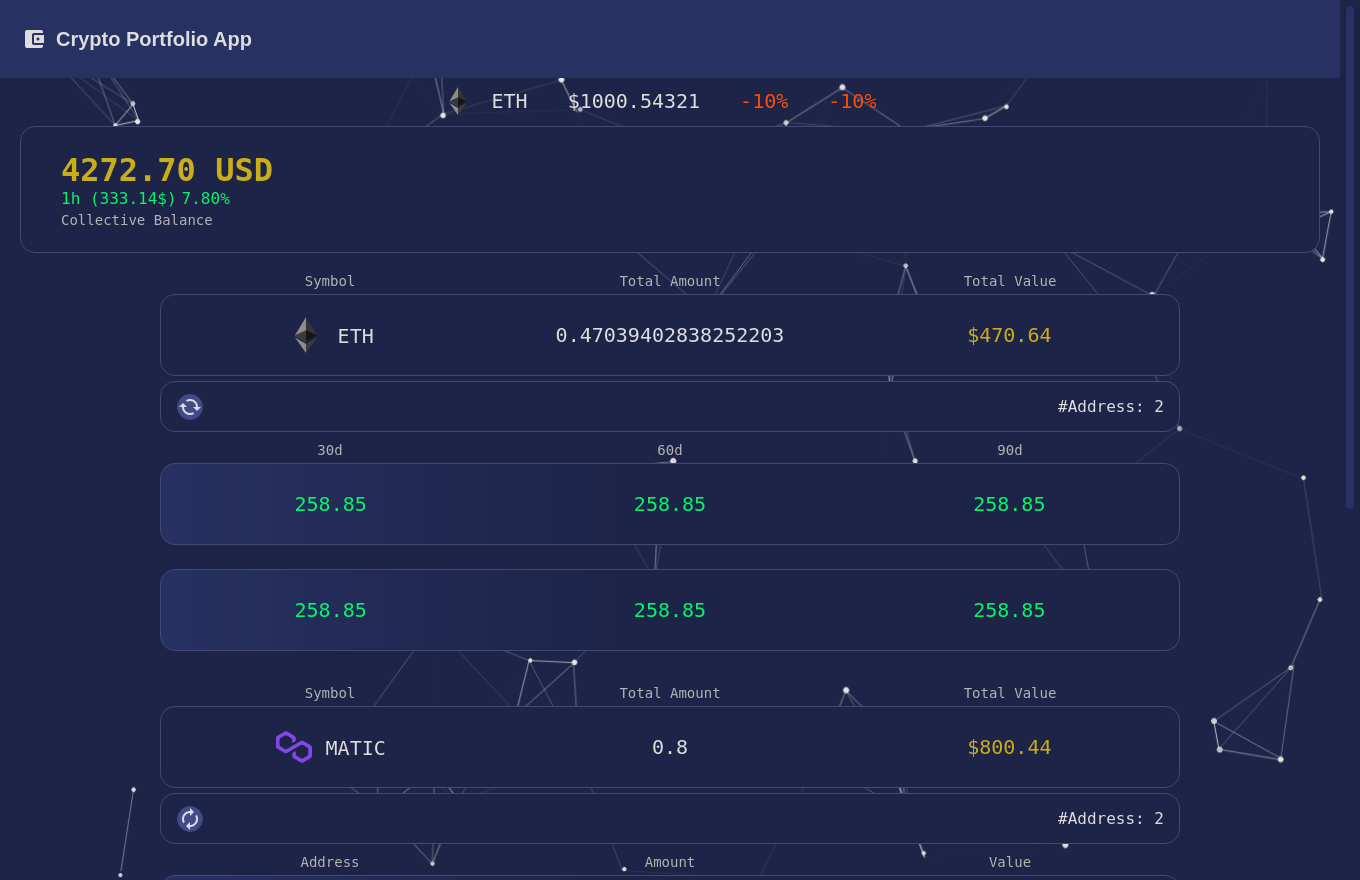 Crypto Portfolio App
ETH $1000.54321 -10% -10%
4272.70 USD
1h (333.14$) 7.80%
Collective Balance
Symbol Total Amount Total Value
ETH 0.47039402838252203 $470.64
#Address: 2
30d 60d 90d
258.85 258.85 258.85
258.85 258.85 258.85
Symbol Total Amount Total Value
MATIC 0.8 $800.44
#Address: 2
Address Amount Value